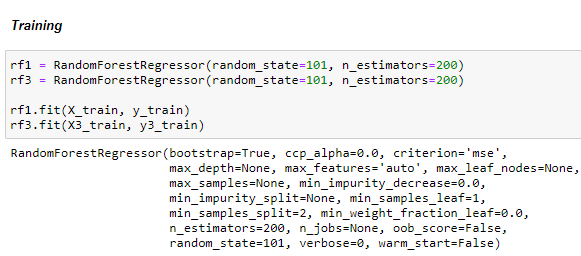 Training
rf1 = RandomForestRegressor(random_state=101, n_estimators=200)
rf3 = RandomForestRegressor(random_state=101, n_estimators=200)
rf1.fit(X_train, y_train)
rf3.fit(X3_train, y3_train)
RandomForestRegressor(bootstrap=True, ccp_alpha=0.0, criterion='mse',
max_depth=None, max_features='auto', max_leaf_nodes=None,
max_samples=None, min_impurity_decrease=0.0,
min_impurity_split=None, min_samples_leaf=1,
min_samples_split=2, min_weight_fraction_leaf=0.0,
n_estimators=200, n_jobs=None, oob_score=False,
random_state=101, verbose=0, warm_start=False)